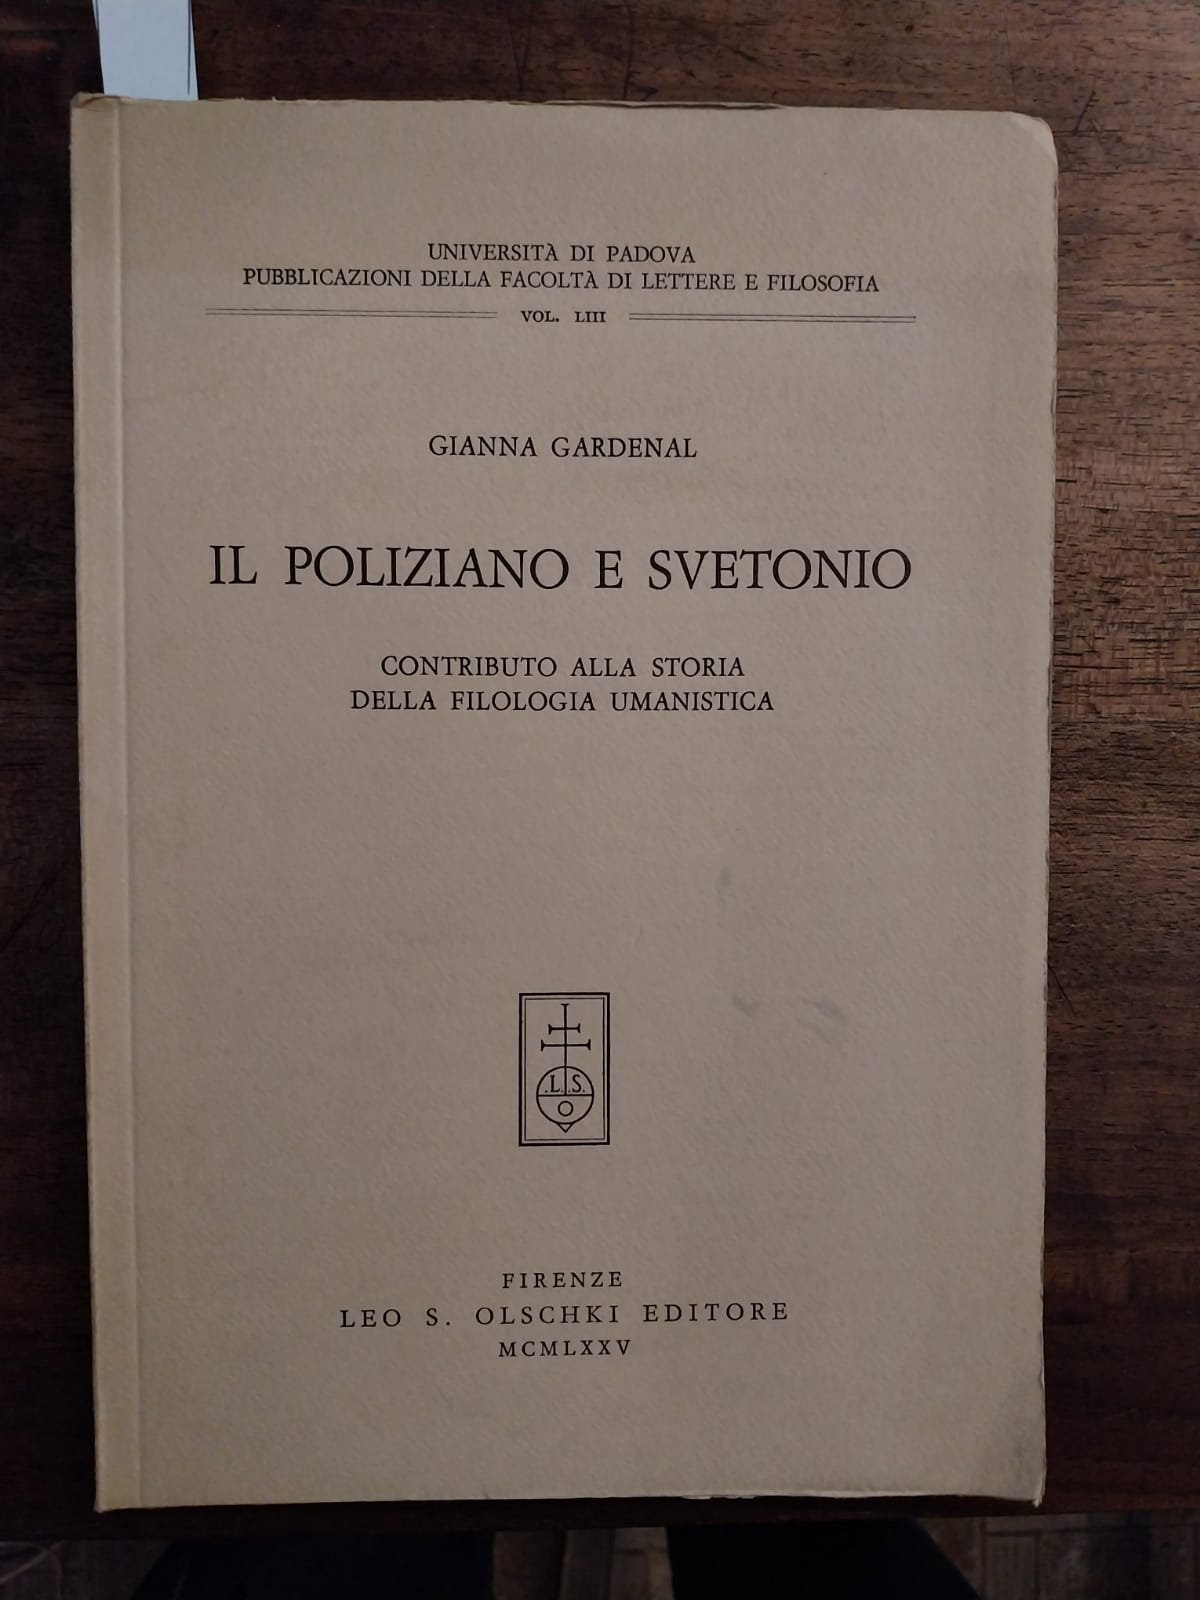 UNIVERSITÀ DI PADOVA
PUBBLICAZIONI DELLA FACOLTÀ DI LETTERE E FILOSOFIA
VOL. LIII
GIANNA GARDENAL
IL POLIZIANO E SVETONIO
CONTRIBUTO ALLA STORIA
DELLA FILOLOGIA UMANISTICA
.L.S.
O
FIRENZE
LEO S. OLSCHKI EDITORE
MCMLXXV